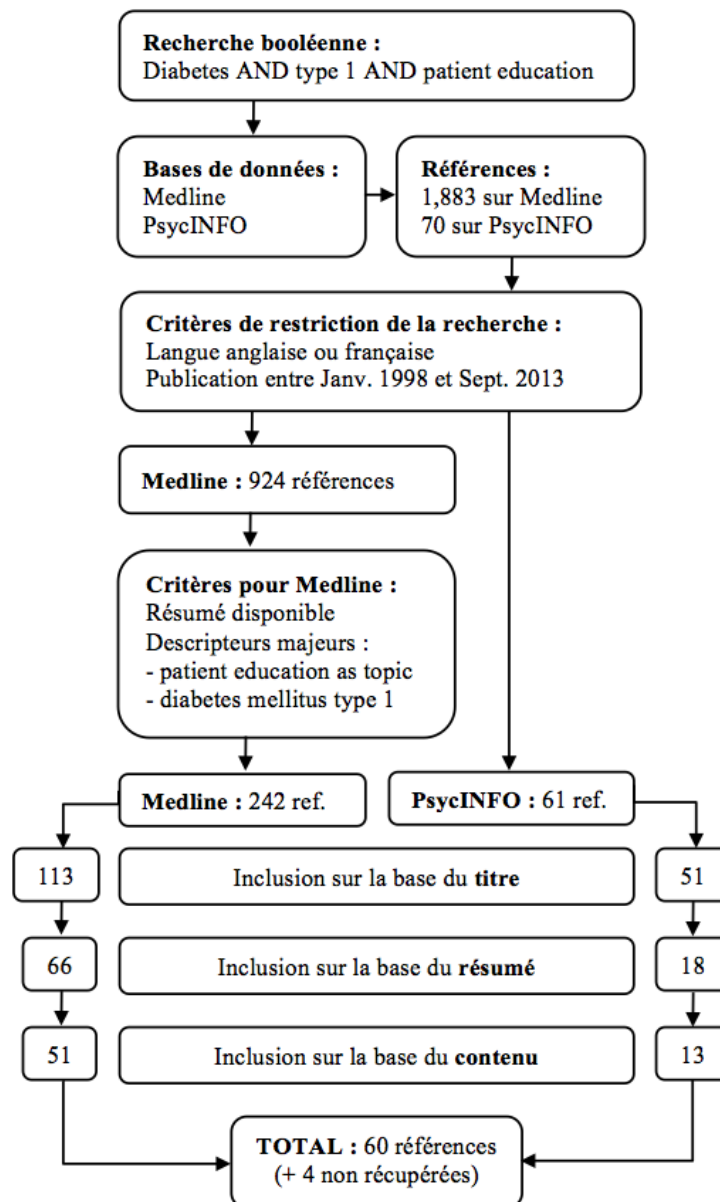 Recherche booléenne :
Diabetes AND type 1 AND patient education
Bases de données :
Medline
PsycINFO
Références :
1,883 sur Medline
70 sur PsycINFO
Critères de restriction de la recherche :
Langue anglaise ou française
Publication entre Janv. 1998 et Sept. 2013
Medline : 924 références
Critères pour Medline :
Résumé disponible
Descripteurs majeurs :
- patient education as topic
- diabetes mellitus type 1
Medline : 242 ref.
PsycINFO : 61 ref.
113
Inclusion sur la base du titre
51
66
Inclusion sur la base du résumé
18
51
Inclusion sur la base du contenu
13
TOTAL : 60 références
(+ 4 non récupérées)